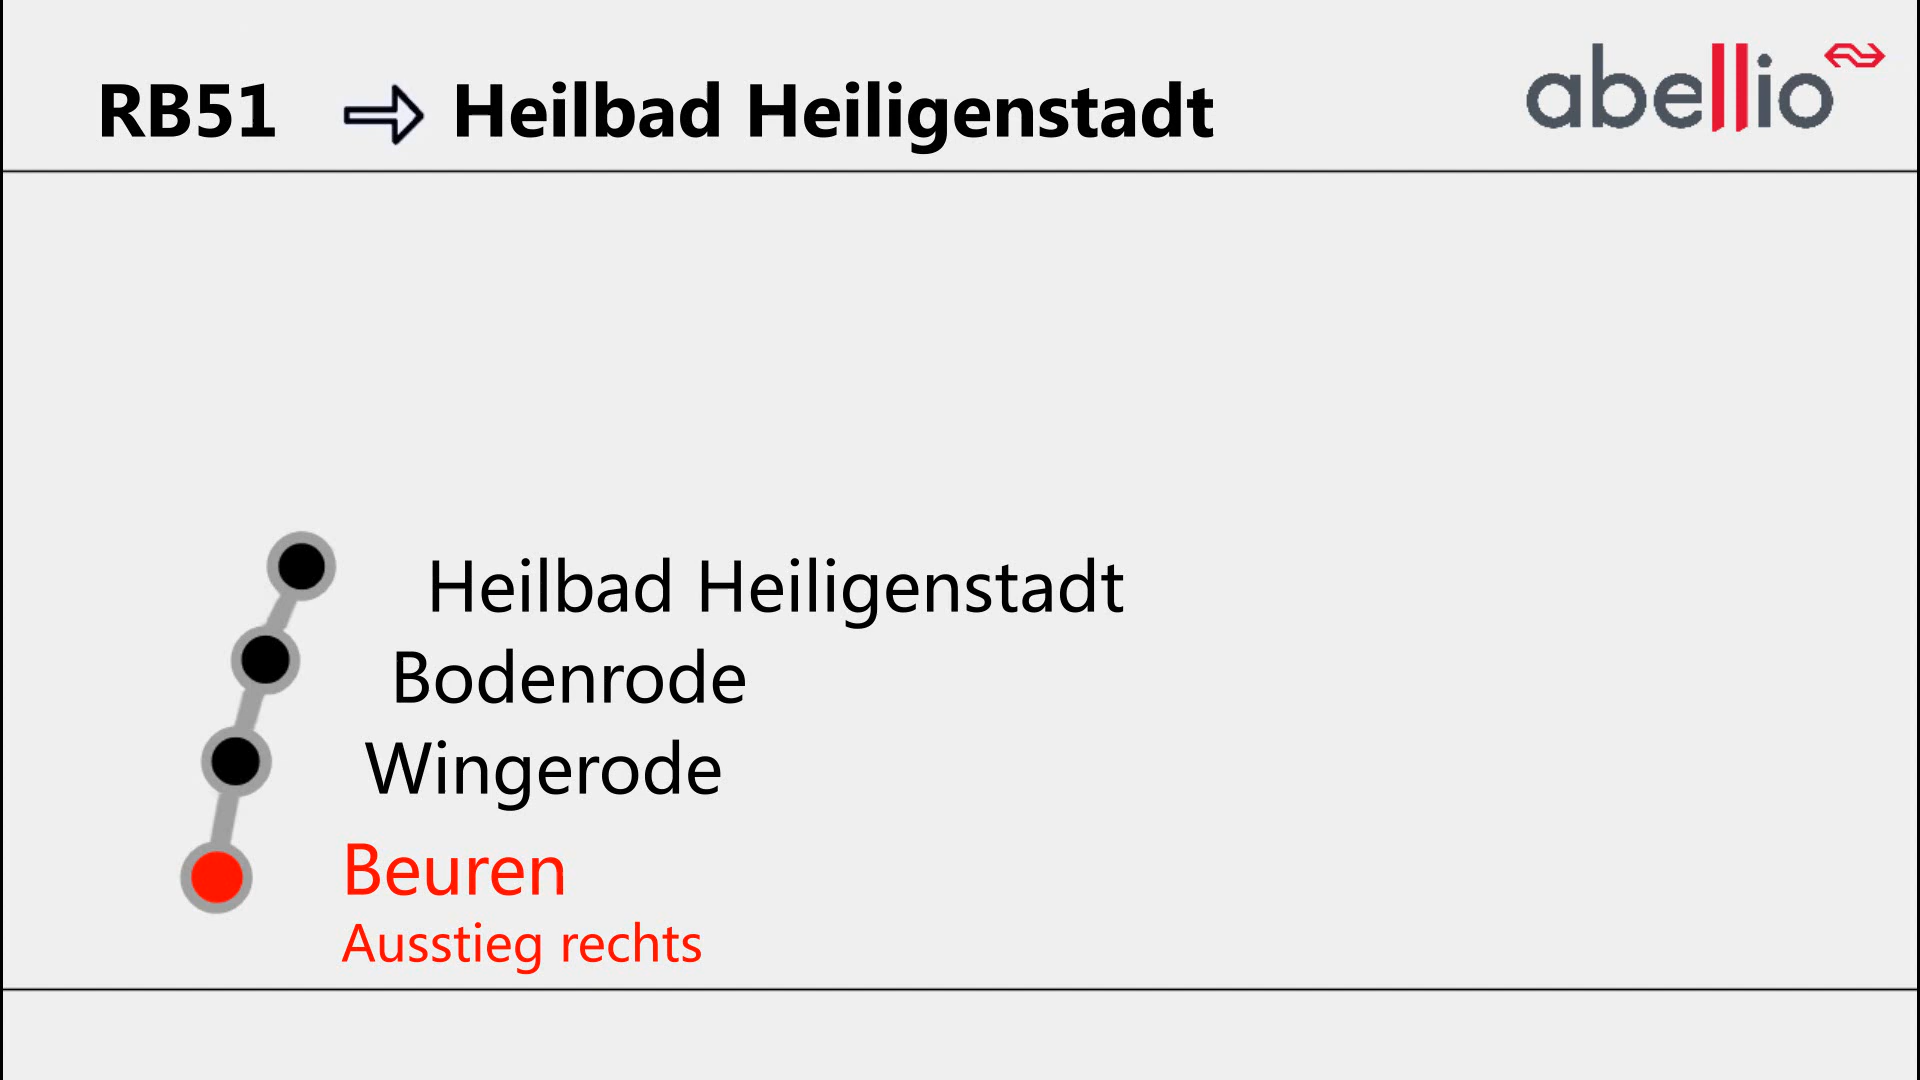 RB51 Heilbad Heiligenstadt
abellio
Heilbad Heiligenstadt
Bodenrode
Wingerode
Beuren
Ausstieg rechts